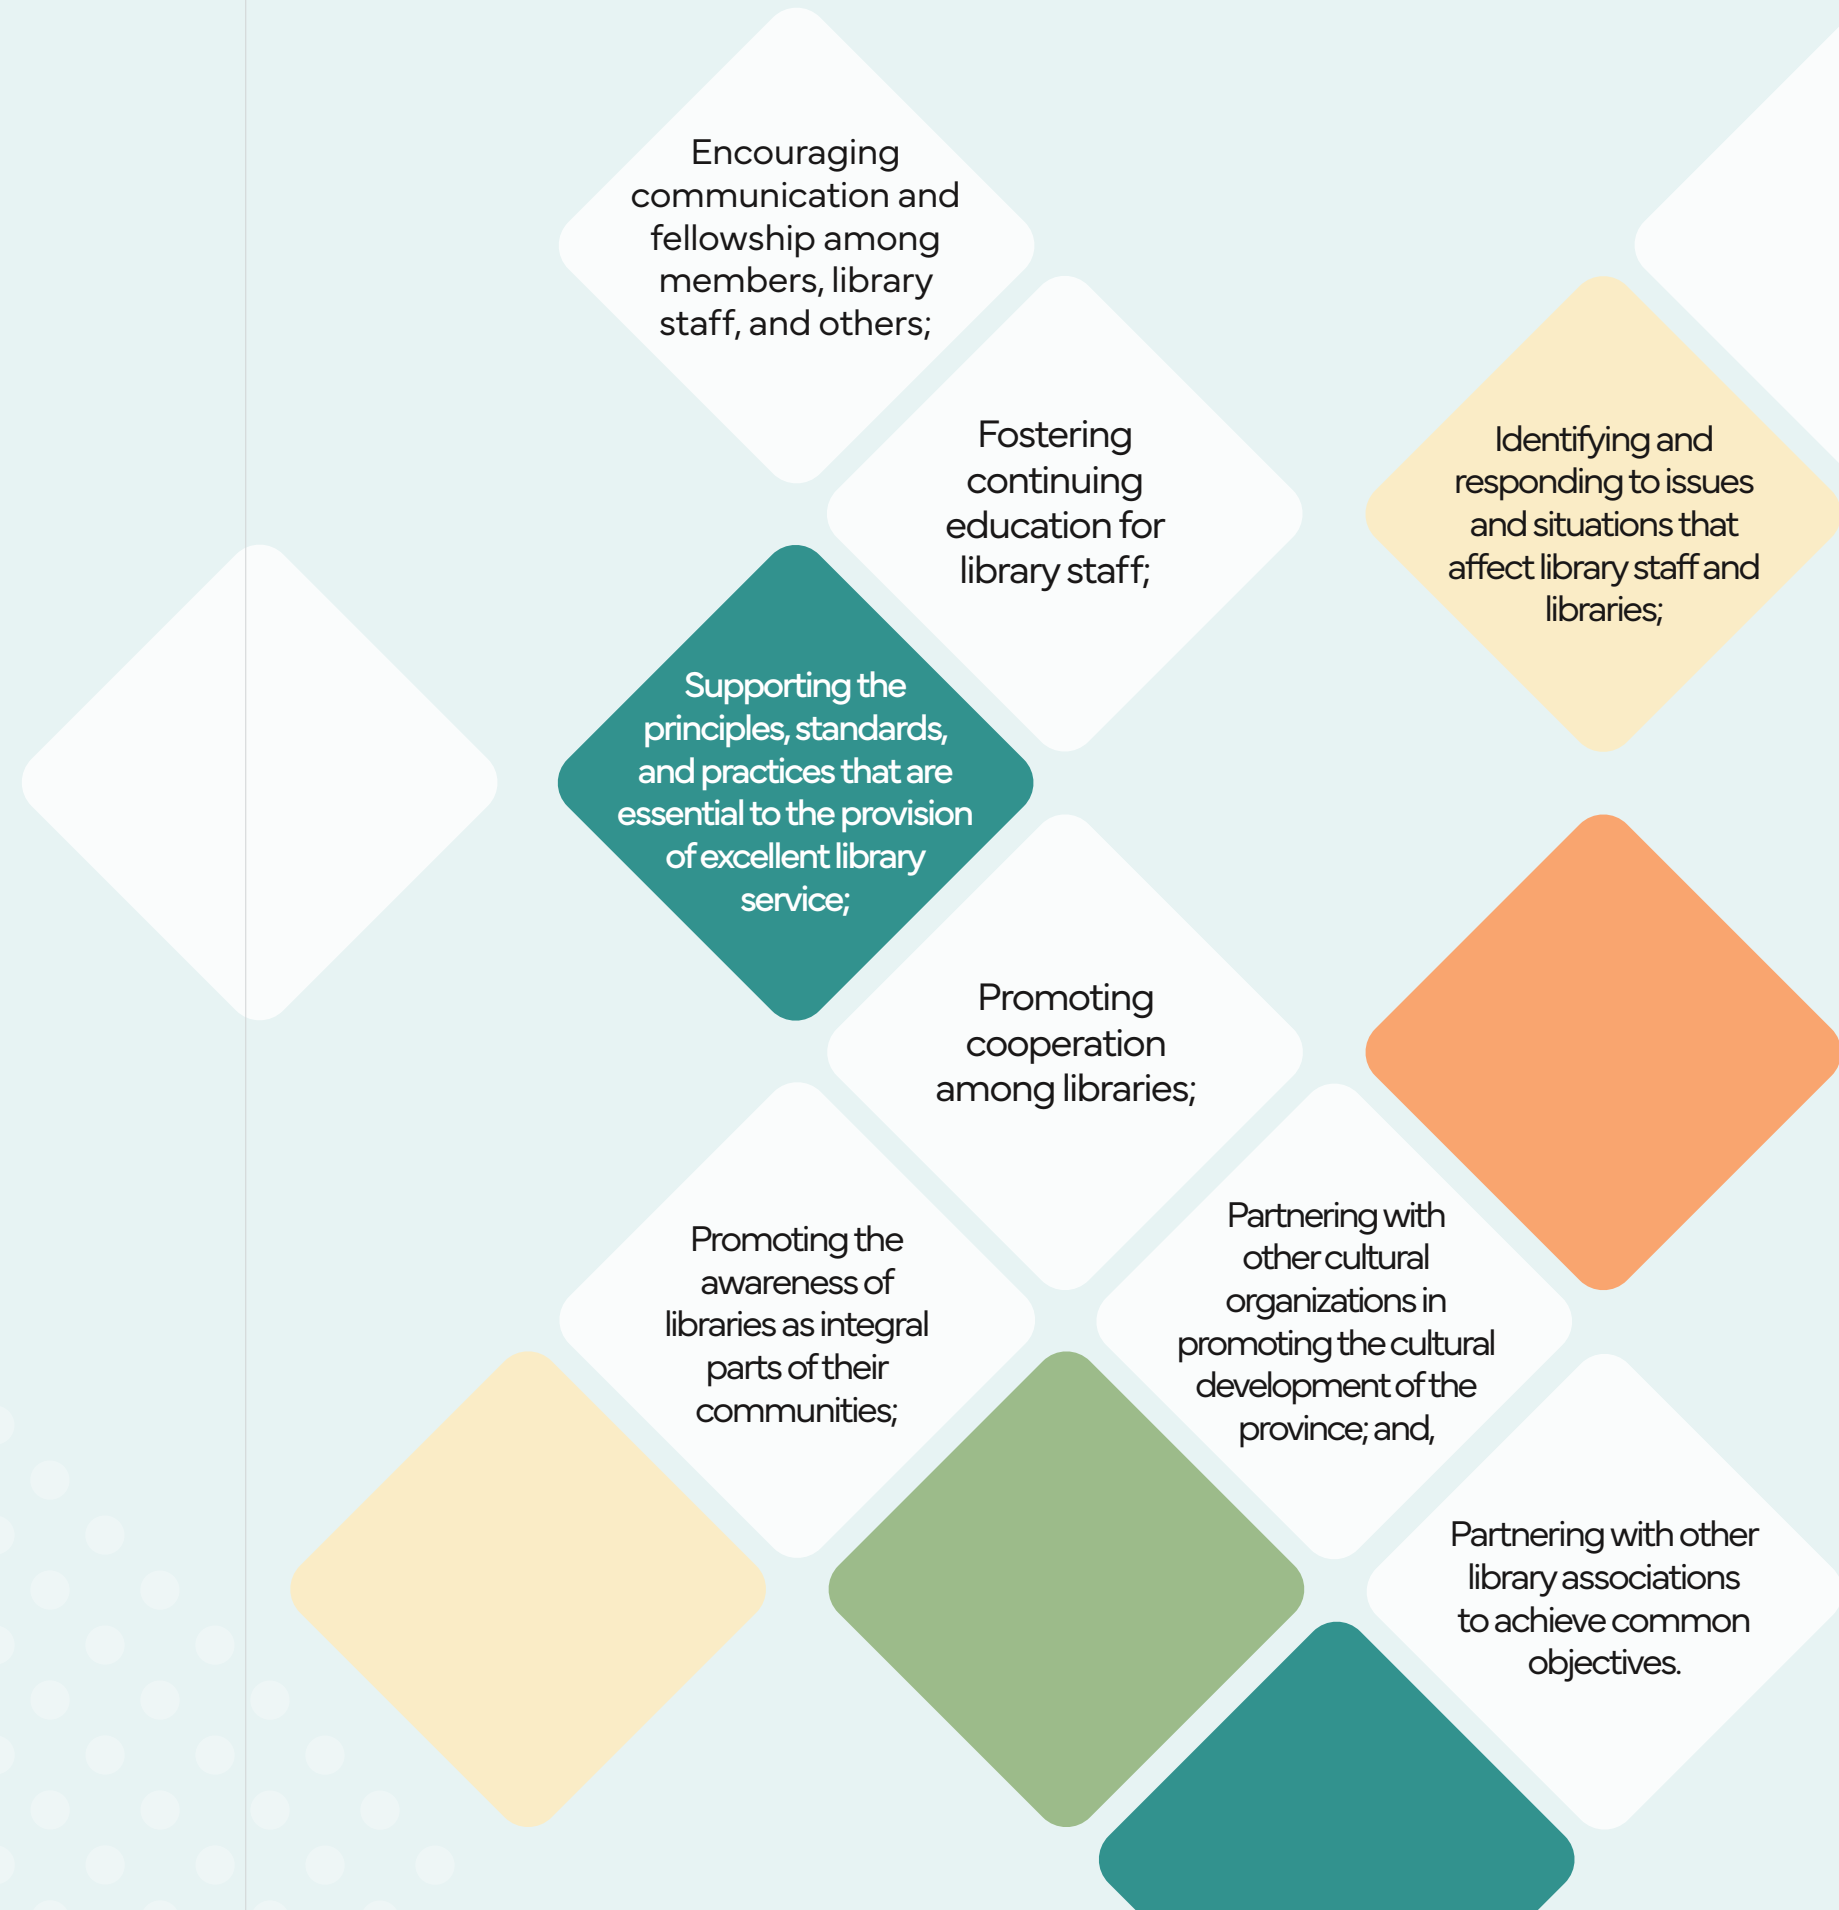 Encouraging
communication and
fellowship among
members, library
staff, and others;
Fostering
continuing
education for
library staff;
Identifying and
responding to issues
and situations that
affect library staff and
libraries;
Supporting the
principles, standards,
and practices that are
essential to the provision
of excellent library
service;
Promoting
cooperation
among libraries;
Promoting the
awareness of
libraries as integral
parts of their
communities;
Partnering with
other cultural
organizations in
promoting the cultural
development of the
province; and,
Partnering with other
library associations
to achieve common
objectives.